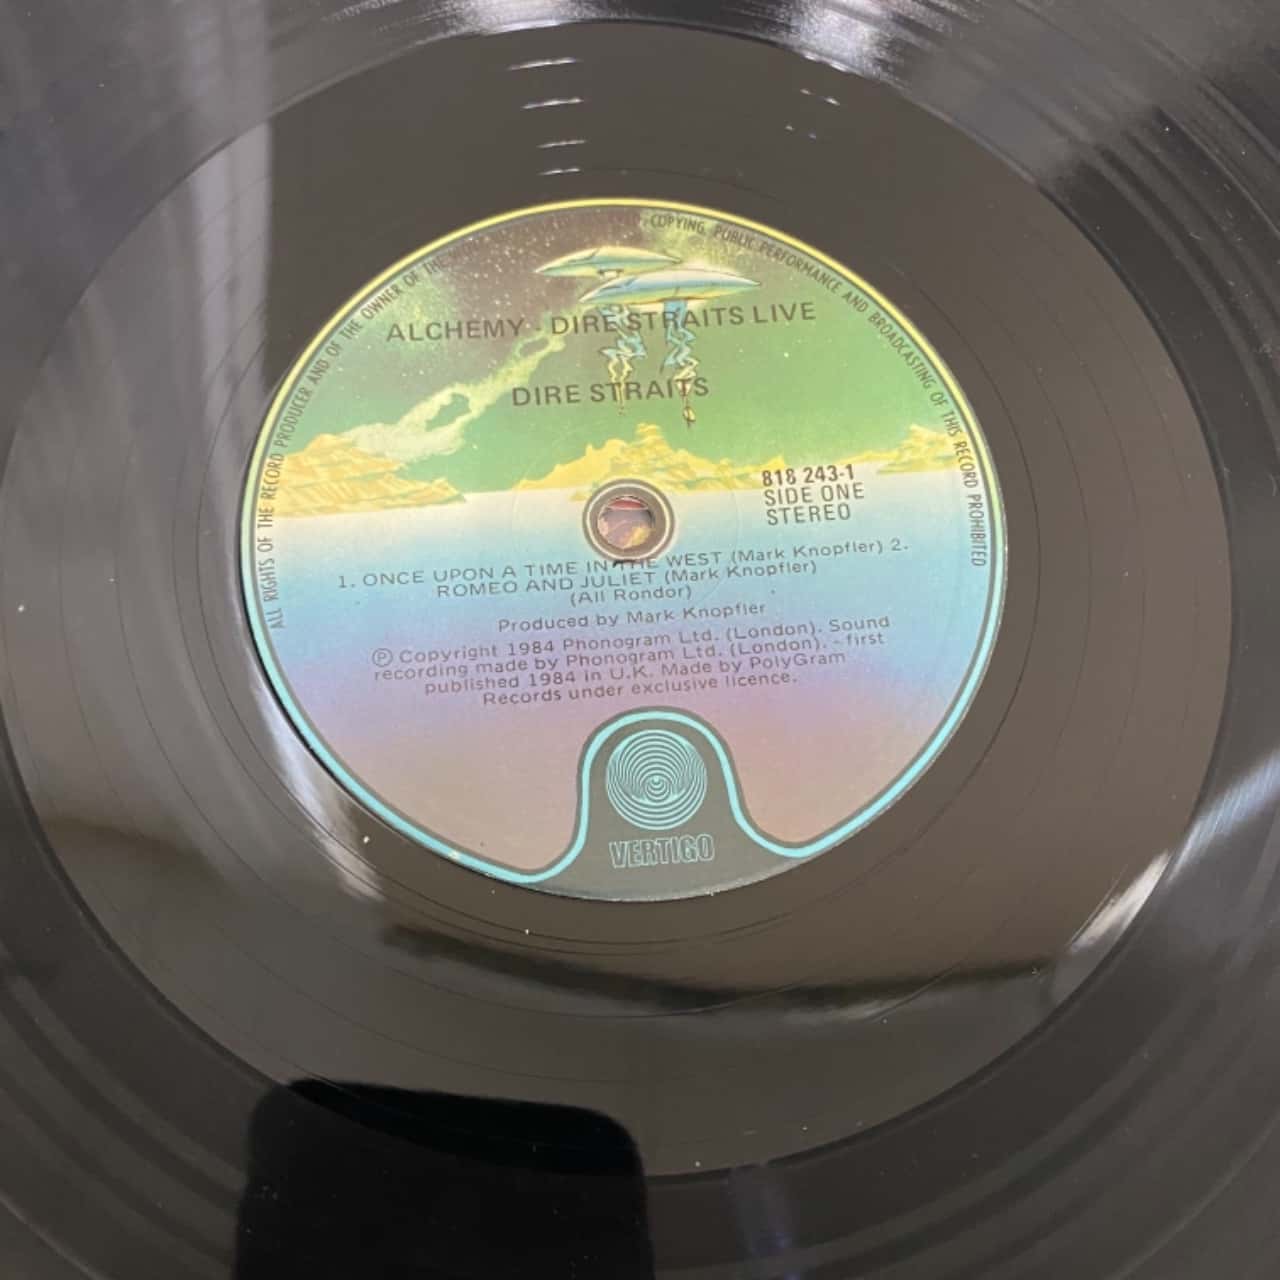 ALL RIGHTS OF THE RECORD PRODUCER AND OF THE OWNER OF THE
COPYING, PUBLIC PERFORMANCE AND BROADCASTING OF THIS RECORD PROHIBITED
ALCHEMY - DIRE STRAITS LIVE
DIRE STRAITS
818 243-1
SIDE ONE
STEREO
1. ONCE UPON A TIME IN THE WEST (Mark Knopfler) 2.
ROMEO AND JULIET (Mark Knopfler)
(All Rondor)
Produced by Mark Knopfler
Ⓟ Copyright 1984 Phonogram Ltd. (London). Sound
recording made by Phonogram Ltd. (London). - first
published 1984 in U.K. Made by PolyGram
Records under exclusive licence.
VERTIGO